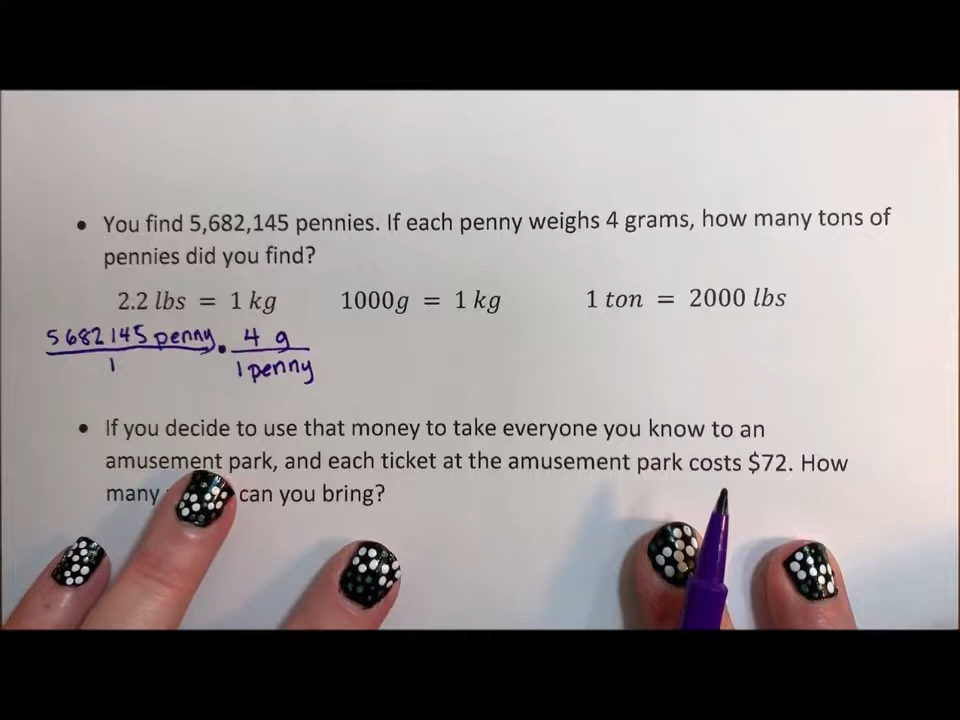 • You find 5,682,145 pennies. If each penny weighs 4 grams, how many tons of
pennies did you find?
2.2 lbs = 1 kg 1000g = 1 kg 1 ton = 2000 lbs
5682145 penny . 4 g
1 1 penny
• If you decide to use that money to take everyone you know to an
amusement park, and each ticket at the amusement park costs $72. How
many can you bring?